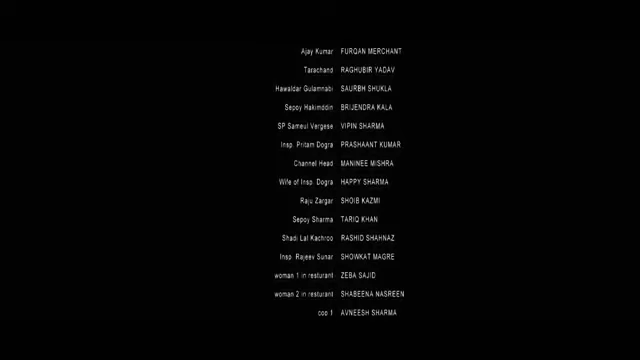 Ajay Kumar FURQAN MERCHANT
Tarachand RAGHUBIR YADAV
Hawaldar Gulamnabi SAURBH SHUKLA
Sepoy Hakimddin BRIJENDRA KALA
SP Sameul Vergese VIPIN SHARMA
Insp. Pritam Dogra PRASHAANT KUMAR
Channel Head MANINEE MISHRA
Wife of Insp. Dogra HAPPY SHARMA
Raju Zargar SHOIB KAZMI
Sepoy Sharma TARIQ KHAN
Shadi Lal Kachroo RASHID SHAHNAZ
Insp. Rajeev Sunar SHOWKAT MAGRE
woman 1 in resturant ZEBA SAJID
woman 2 in resturant SHABEENA NASREEN
cop 1 AVNEESH SHARMA